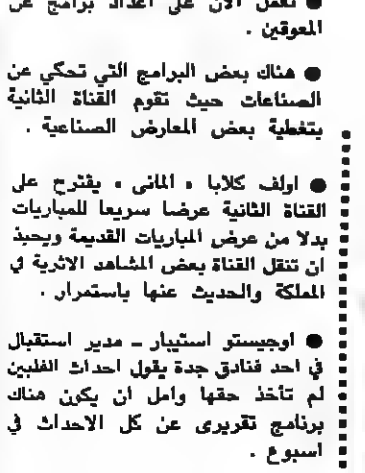 ● نعمل الآن على اعداد برامج عن
المعوقين .
● هناك بعض البرامج التي تحكي عن
الصناعات حيث تقوم القناة الثانية
بتغطية بعض المعارض الصناعية .
● اولف كلابا « المانى » يقترح على
القناة الثانية عرضا سريعا للمباريات
بدلا من عرض المباريات القديمة ويحبذ
ان تنقل القناة بعض المشاهد الاثرية في
المملكة والحديث عنها باستمرار .
● اوجيستو استيبار ــ مدير استقبال
في احد فنادق جدة يقول احداث الفلبين
لم تأخذ حقها وامل ان يكون هناك
برنامج تقريرى عن كل الاحداث في
اسبوع .